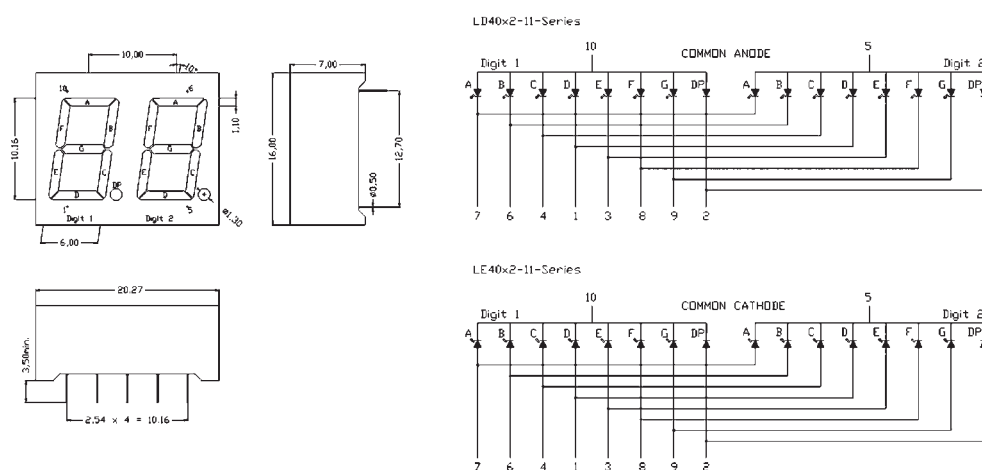 10,00
10°
10
6
A
F
B
G
E
C
D
DP
A
F
B
G
E
C
D
1
5
Digit 1
Digit 2
10,16
1,10
ø1,30
6,00
7,00
16,00
12,70
ø0,50
20.27
3,50min.
2.54 x 4 = 10.16
LD40x2-11-Series
10
COMMON ANODE
5
Digit 1
Digit 2
A B C D E F G DP A B C D E F G DP
7 6 4 1 3 8 9 2
LE40x2-11-Series
10
COMMON CATHODE
5
Digit 1
Digit 2
A B C D E F G DP A B C D E F G DP
7 6 4 1 3 8 9 2